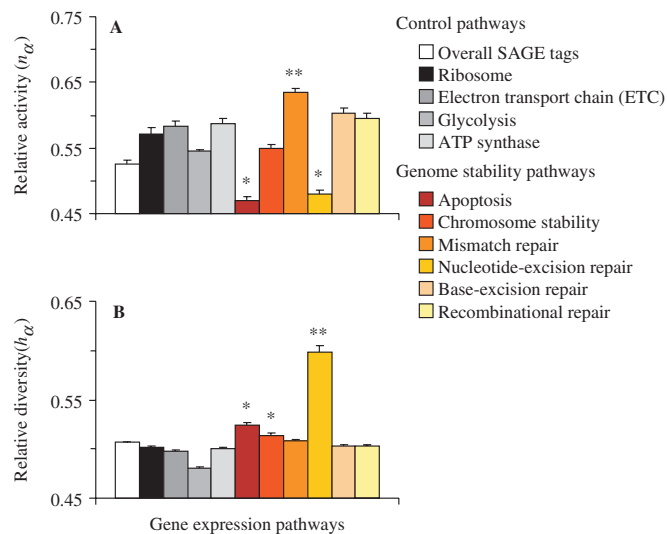 A
0.75
0.65
0.55
0.45
Relative activity (nα)
*
**
*
Control pathways
Overall SAGE tags
Ribosome
Electron transport chain (ETC)
Glycolysis
ATP synthase
Genome stability pathways
Apoptosis
Chromosome stability
Mismatch repair
Nucleotide-excision repair
Base-excision repair
Recombinational repair
B
0.65
0.55
0.45
Relative diversity(hα)
*
*
**
Gene expression pathways